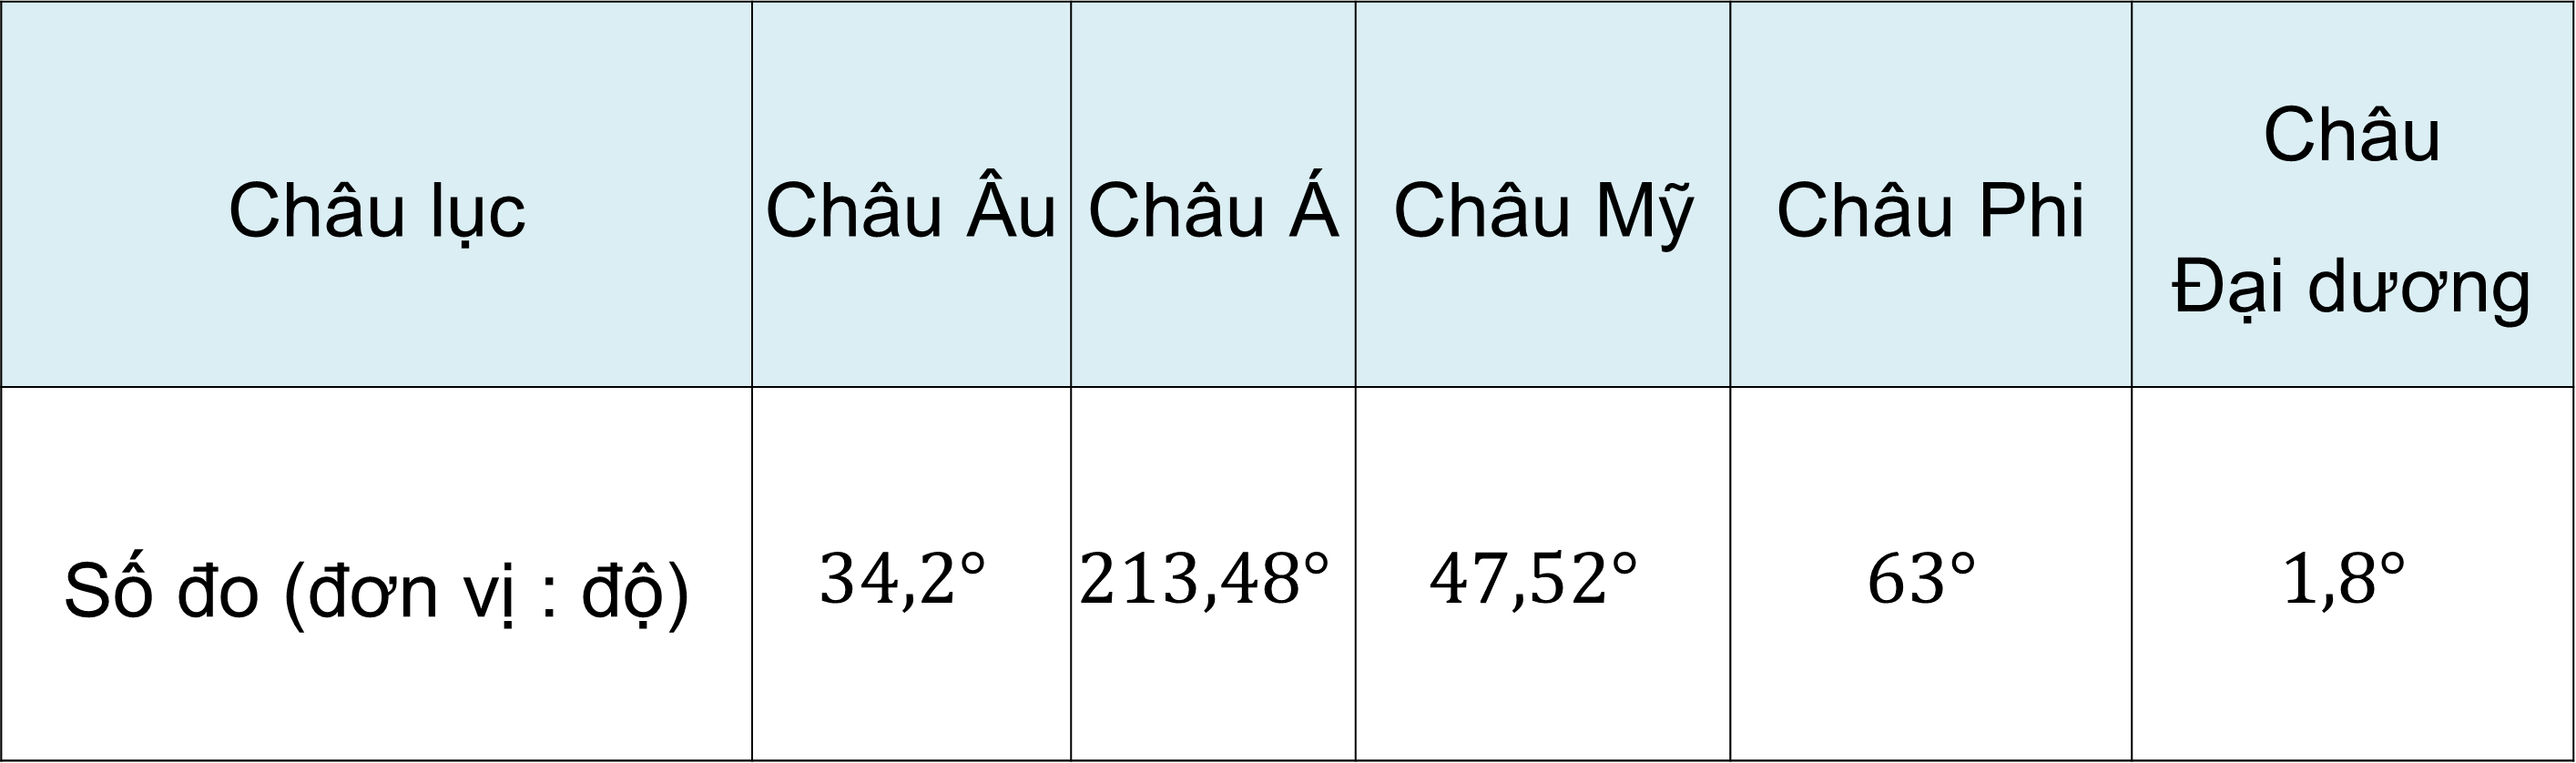 Châu lục Châu Âu Châu Á Châu Mỹ Châu Phi Châu
Đại dương
Số đo (đơn vị : độ) 34,2° 213,48° 47,52° 63° 1,8°